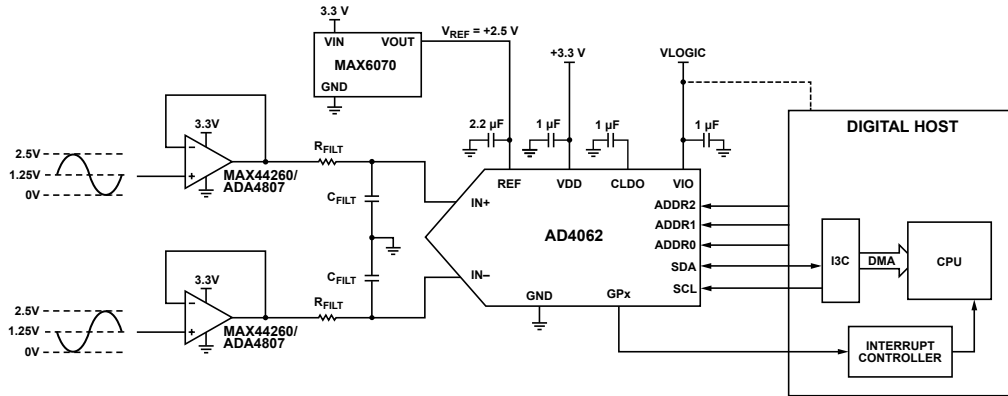 3.3 V
VIN
VOUT
MAX6070
GND
VREF = +2.5 V
+3.3 V
VLOGIC
2.2 µF
1 µF
1 µF
1 µF
DIGITAL HOST
2.5V
1.25V
0V
3.3V
MAX44260/
ADA4807
RFILT
CFILT
REF
VDD
CLDO
VIO
IN+
AD4062
ADDR2
ADDR1
ADDR0
SDA
SCL
I3C
DMA
CPU
CFILT
IN–
GND
GPx
RFILT
2.5V
1.25V
0V
3.3V
MAX44260/
ADA4807
INTERRUPT
CONTROLLER